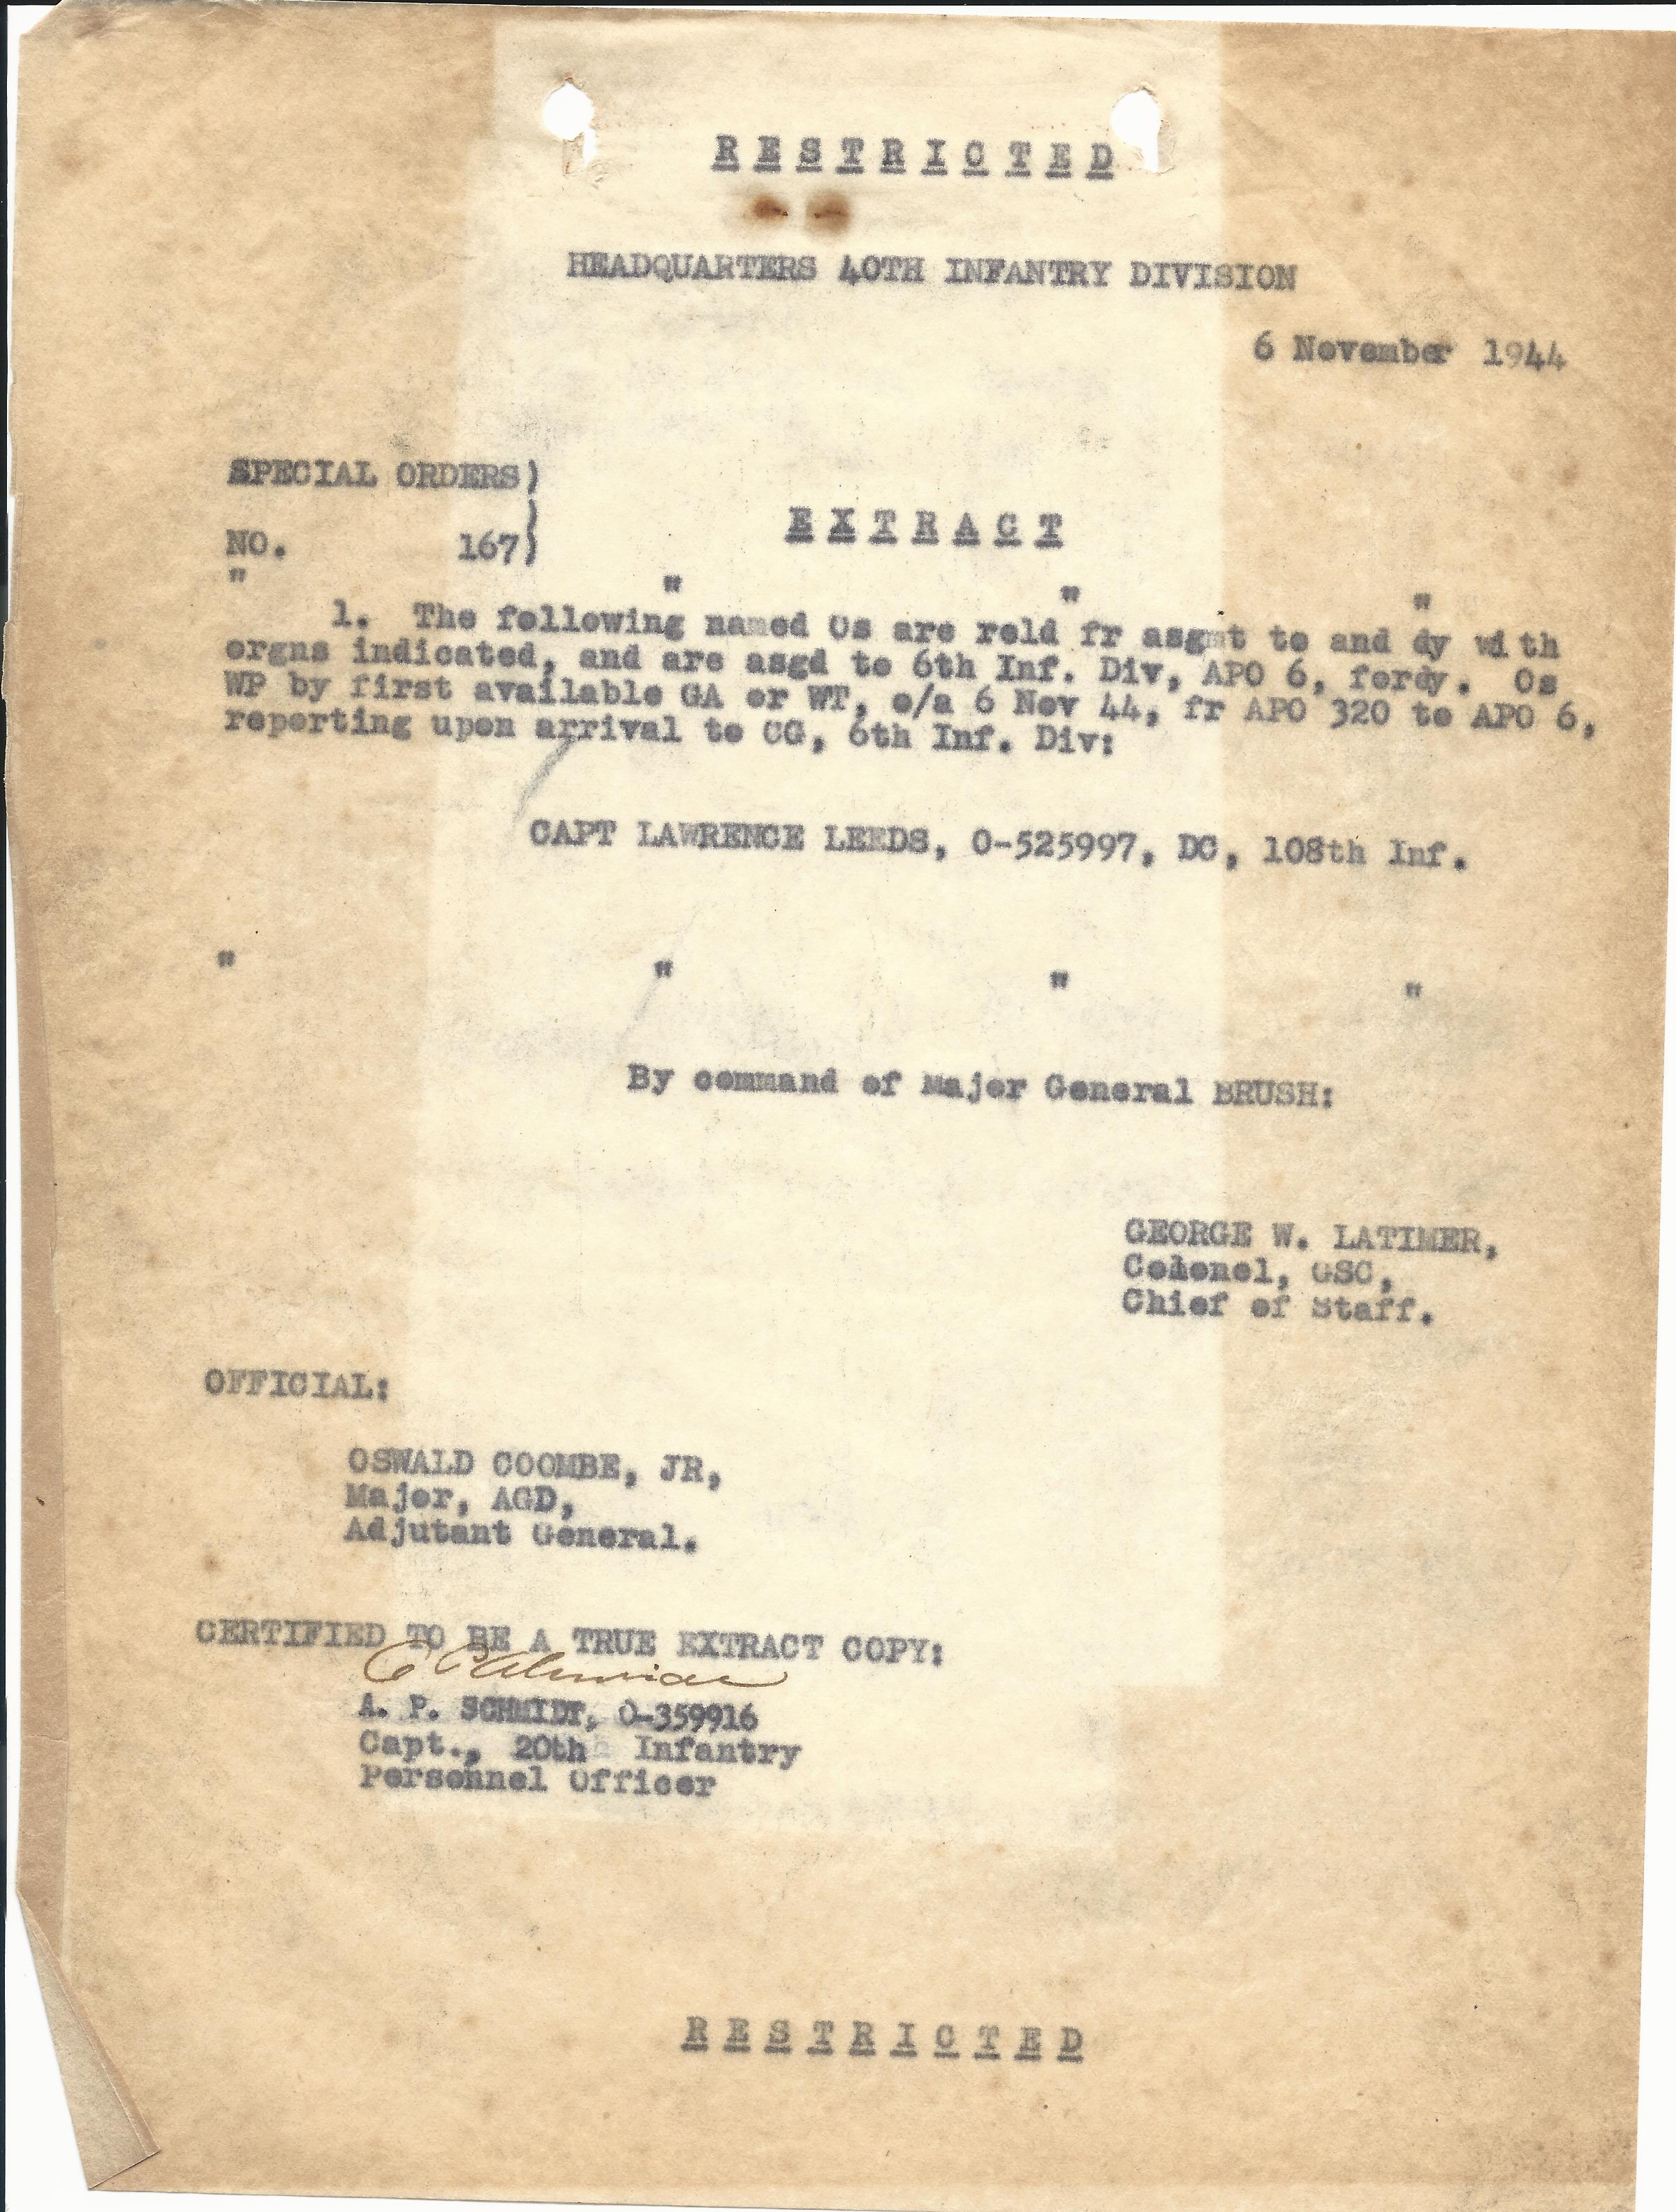 RESTRICTED
HEADQUARTERS 40TH INFANTRY DIVISION
6 November 1944
SPECIAL ORDERS)
)
EXTRACT
NO. 167)
" " " "
1. The following named Os are reld fr asgmt to and dy with
orgns indicated, and are asgd to 6th Inf. Div, APO 6, fordy. Os
WP by first available GA or WT, o/a 6 Nov 44, fr APO 320 to APO 6,
reporting upon arrival to CG, 6th Inf. Div:
CAPT LAWRENCE LEEDS, O-525997, DC, 108th Inf.
" " " "
By command of Major General BRUSH:
GEORGE W. LATIMER,
Colonel, GSC,
Chief of Staff.
OFFICIAL:
OSWALD COOMBE, JR,
Major, AGD,
Adjutant General.
CERTIFIED TO BE A TRUE EXTRACT COPY:
A. P. SCHMIDT, O-359916
Capt., 20th Infantry
Personnel Officer
RESTRICTED